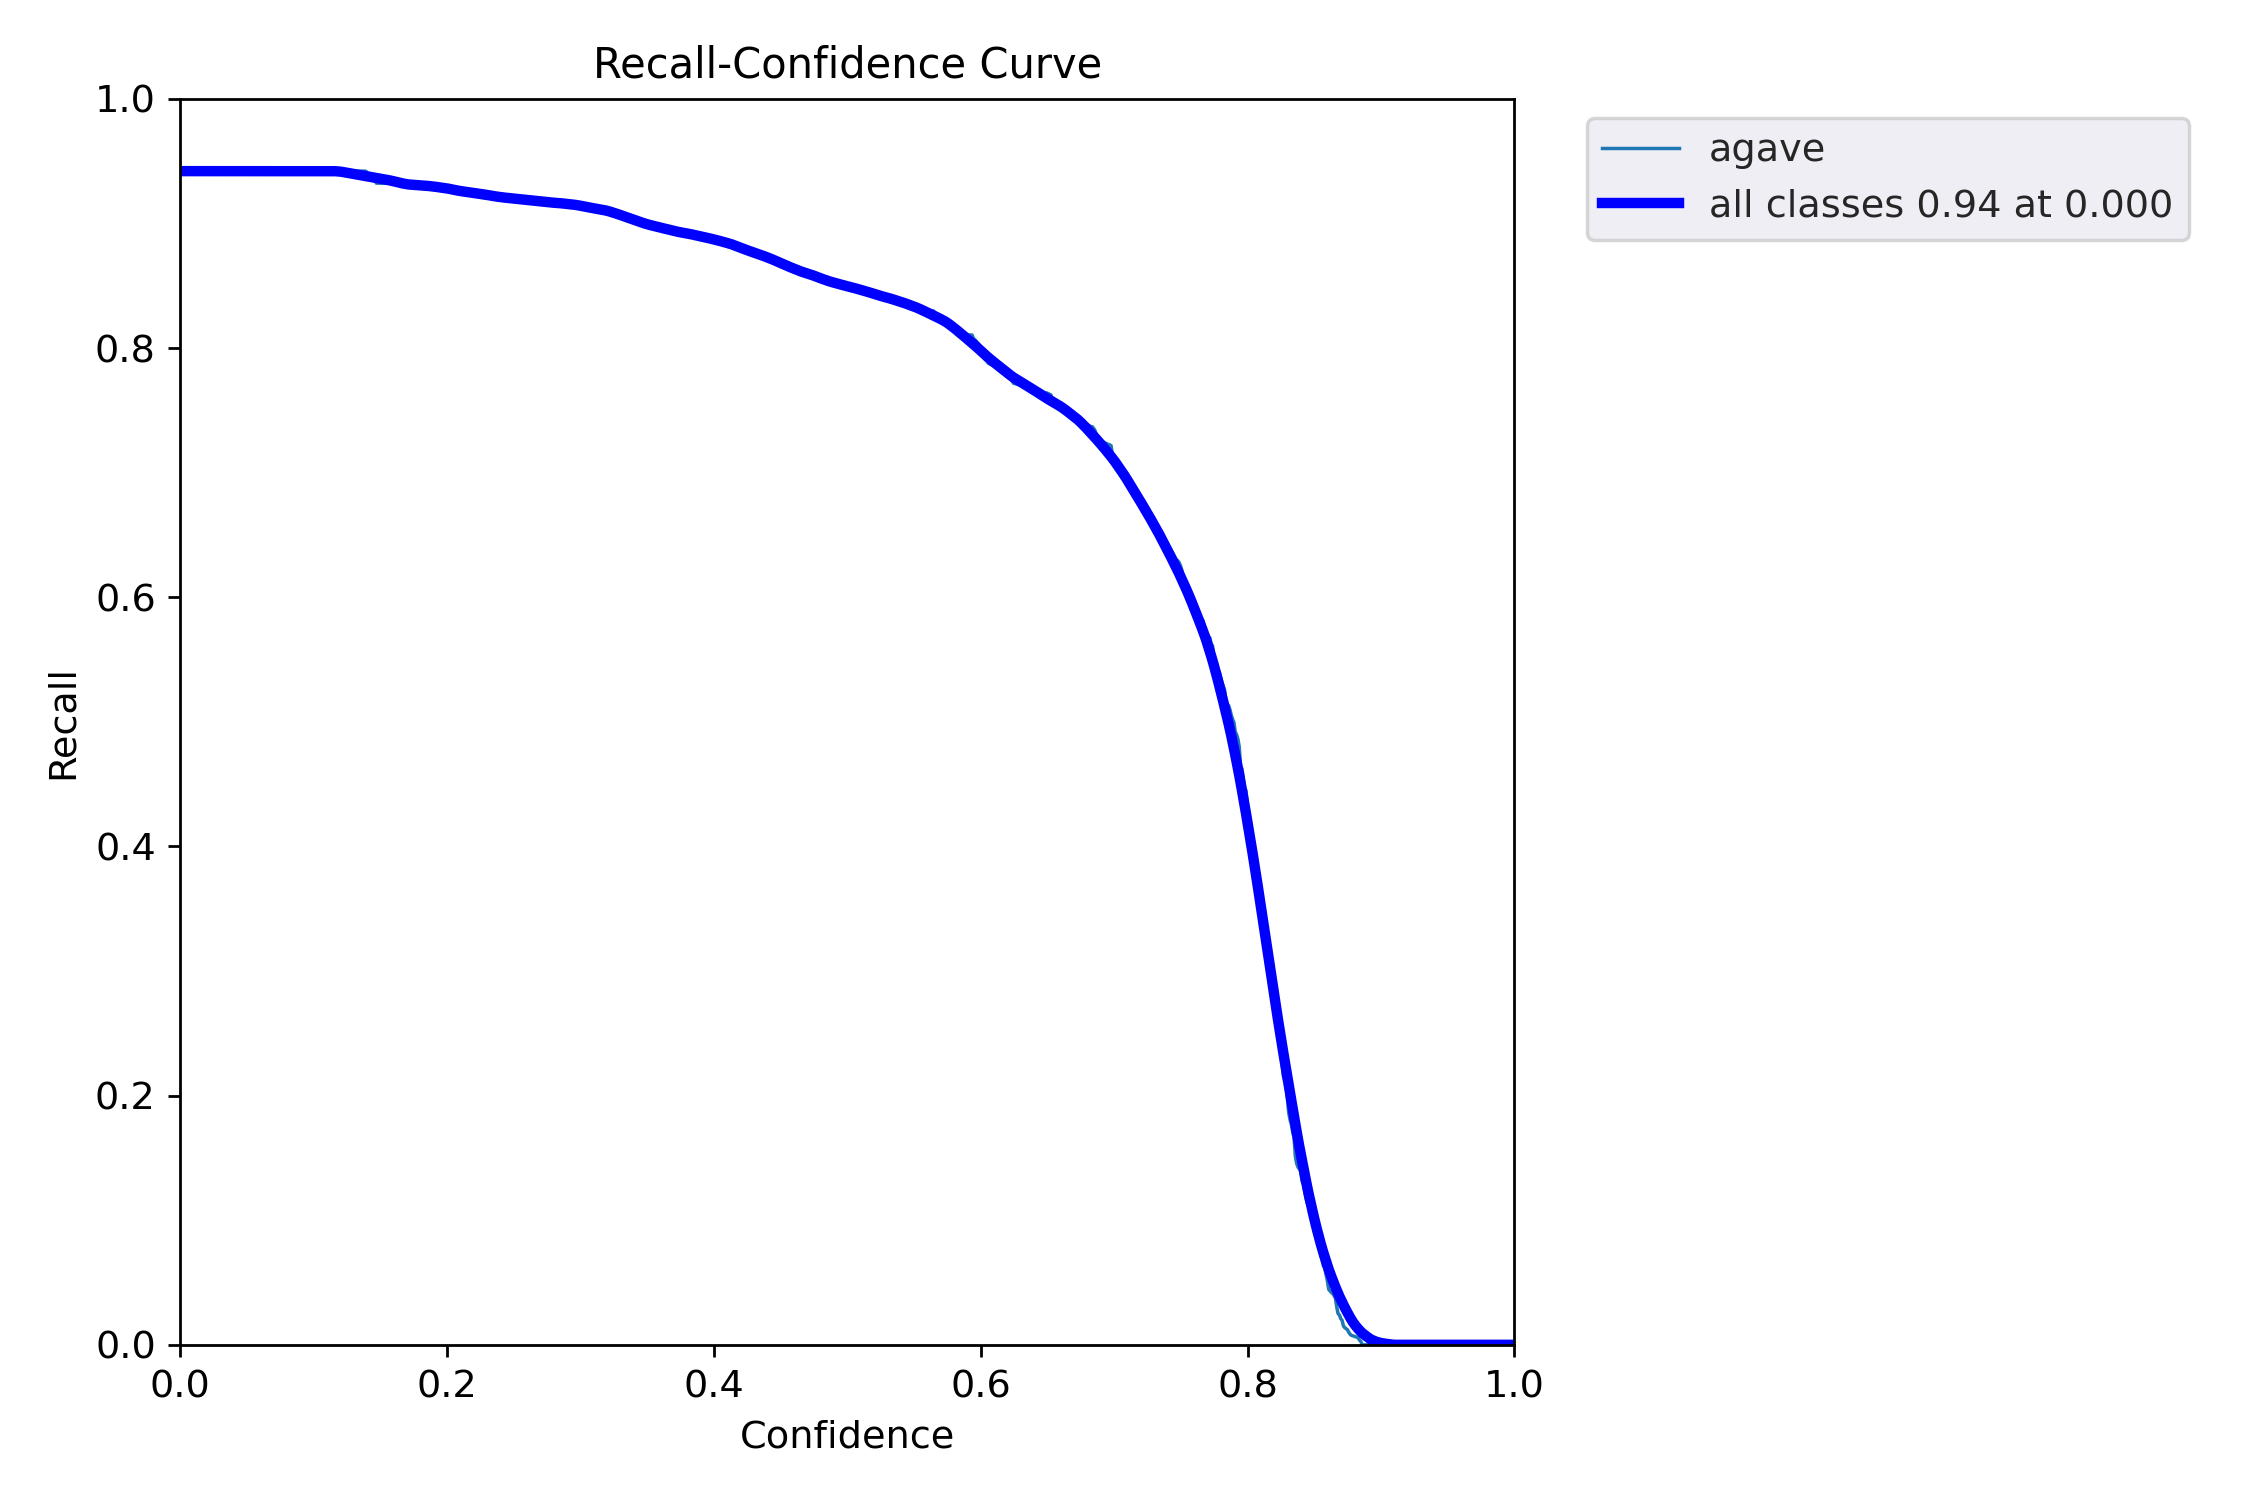 Recall-Confidence Curve
1.0
0.8
0.6
0.4
0.2
0.0
Recall
0.0 0.2 0.4 0.6 0.8 1.0
Confidence
agave
all classes 0.94 at 0.000